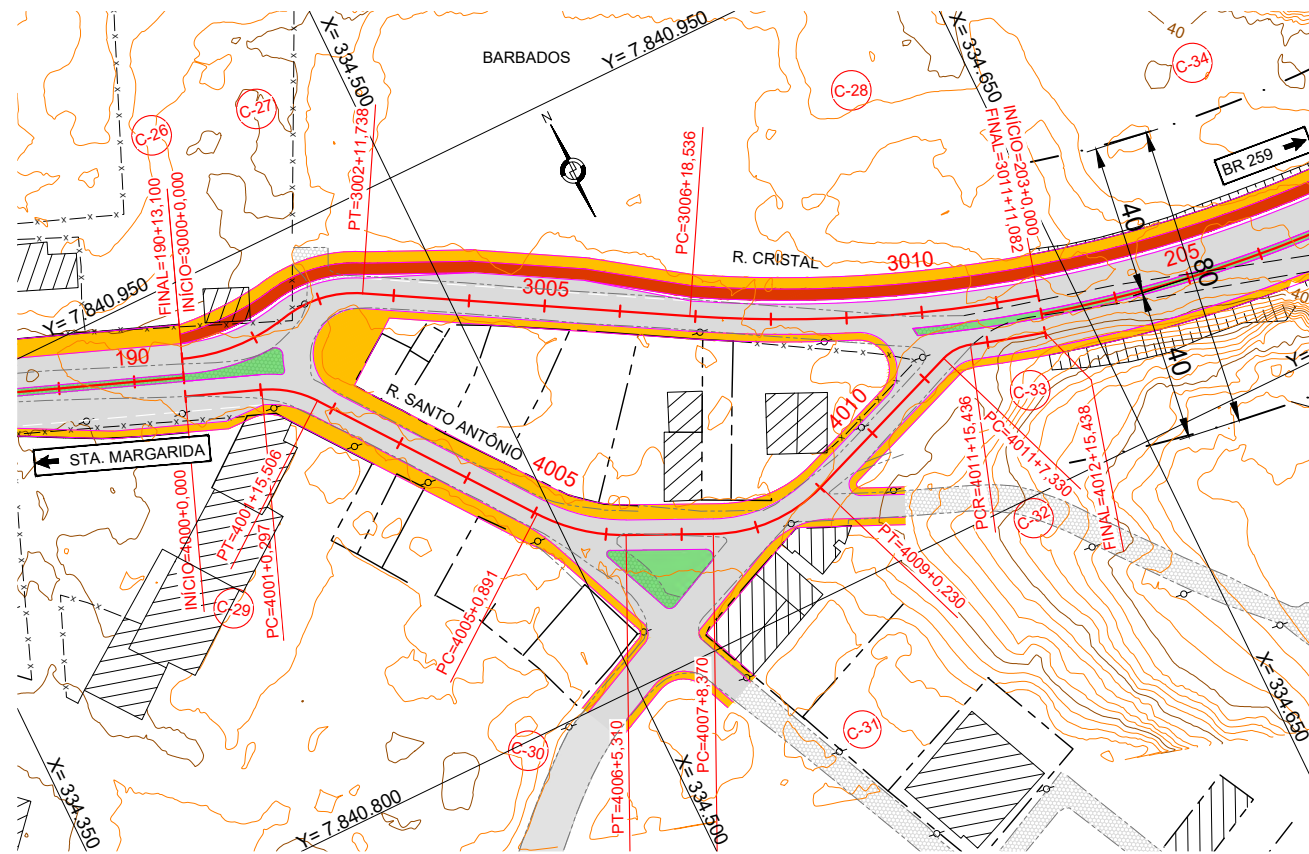 BARBADOS
Y= 7.840.950
X= 334.500
X= 334.650
40
C-34
C-28
C-27
C-26
N
FINAL=190+13,100
INÍCIO=3000+0,000
PT=3002+11,738
PC=3006+18,536
INÍCIO=203+0,000
FINAL=3011+11,082
BR 259
R. CRISTAL
3010
3005
205
40
80
40
40
Y= 7.840.950
190
R. SANTO ANTÔNIO
4005
4010
STA. MARGARIDA
Y=
C-33
INÍCIO=4000+0,000
PT=4001+15,506
PC=4001+0,297
C-29
PC=4005+0,891
PT=4006+5,310
PC=4007+8,370
PT=4009+0,230
PCR=4011+15,436
PC=4011+7,330
FINAL=4012+15,438
C-32
C-31
C-30
X= 334.350
Y= 7.840.800
X= 334.500
X= 334.650